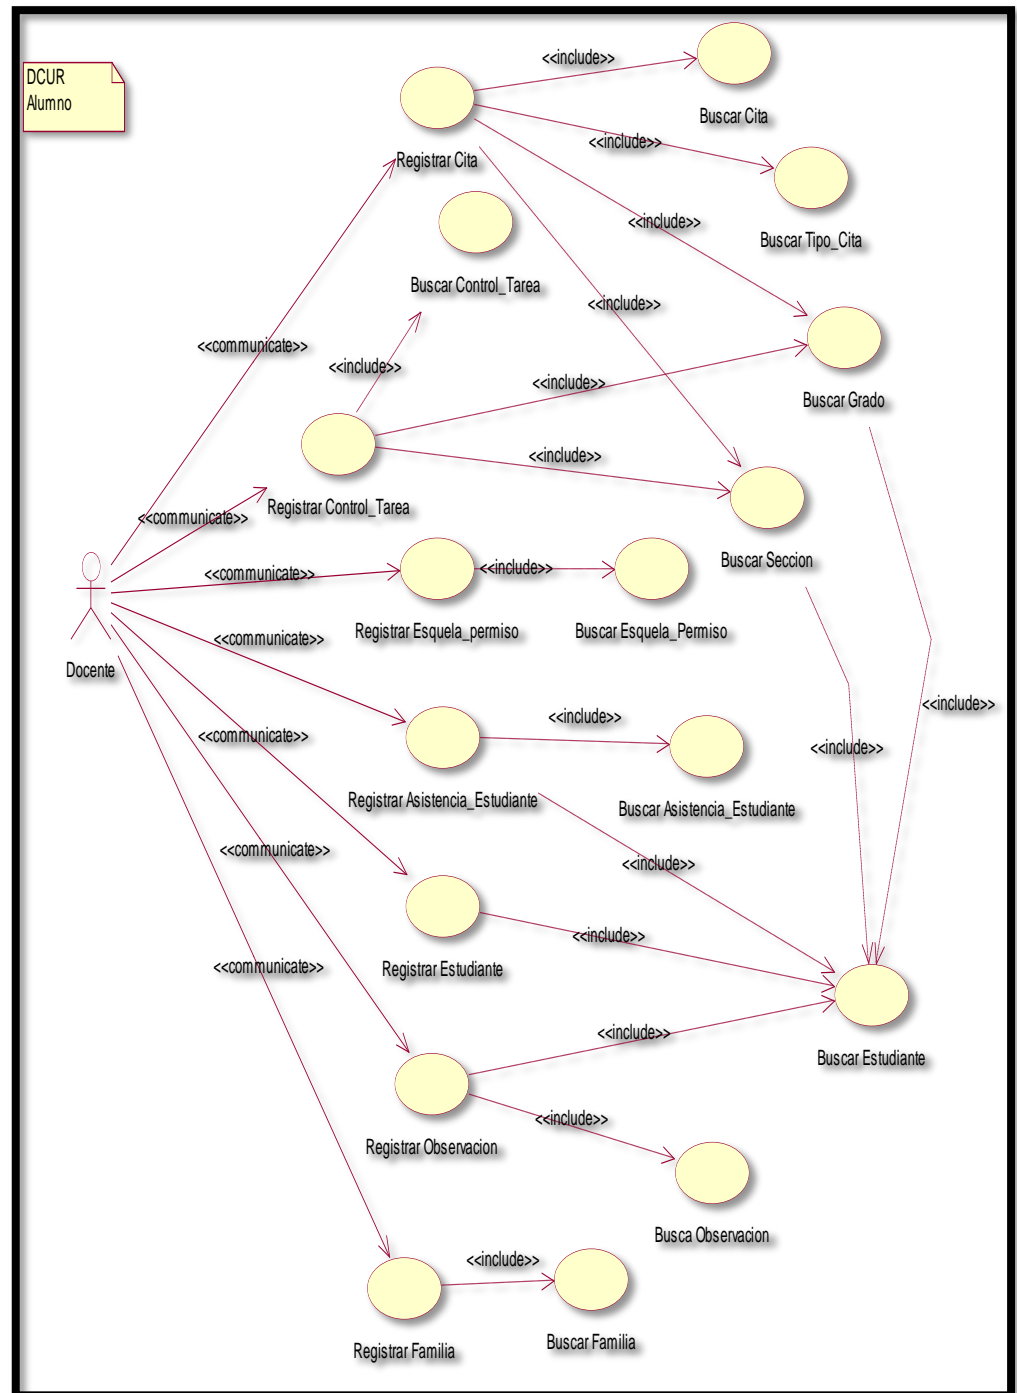 DCUR
Alumno
<<include>>
Buscar Cita
Registrar Cita
<<include>>
Buscar Tipo_Cita
<<include>>
Buscar Control_Tarea
<<include>>
<<communicate>>
<<include>>
<<include>>
Buscar Grado
<<include>>
Registrar Control_Tarea
<<communicate>>
Buscar Seccion
<<communicate>>
<<include>>
Registrar Esquela_permiso
Buscar Esquela_Permiso
<<communicate>>
Docente
<<include>>
<<include>>
<<communicate>>
<<include>>
Registrar Asistencia_Estudiante
Buscar Asistencia_Estudiante
<<communicate>>
<<include>>
<<include>>
<<communicate>>
Registrar Estudiante
<<include>>
Buscar Estudiante
<<include>>
Registrar Observacion
Busca Observacion
<<include>>
Registrar Familia
Buscar Familia